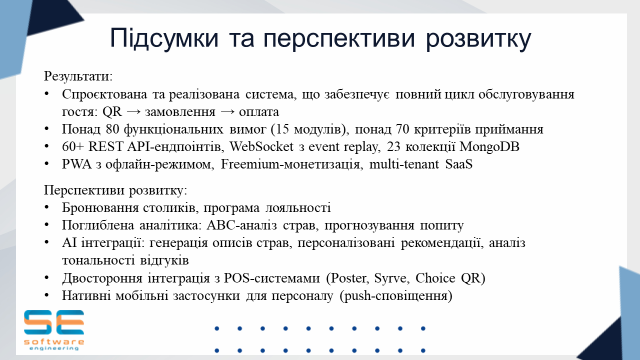 Підсумки та перспективи розвитку
Результати:
• Спроєктована та реалізована система, що забезпечує повний цикл обслуговування
гостя: QR → замовлення → оплата
• Понад 80 функціональних вимог (15 модулів), понад 70 критеріїв приймання
• 60+ REST API-ендпоінтів, WebSocket з event replay, 23 колекції MongoDB
• PWA з офлайн-режимом, Freemium-монетизація, multi-tenant SaaS
Перспективи розвитку:
• Бронювання столиків, програма лояльності
• Поглиблена аналітика: ABC-аналіз страв, прогнозування попиту
• AI інтеграції: генерація описів страв, персоналізовані рекомендації, аналіз
тональності відгуків
• Двостороння інтеграція з POS-системами (Poster, Syrve, Choice QR)
• Нативні мобільні застосунки для персоналу (push-сповіщення)
SE
software
engineering